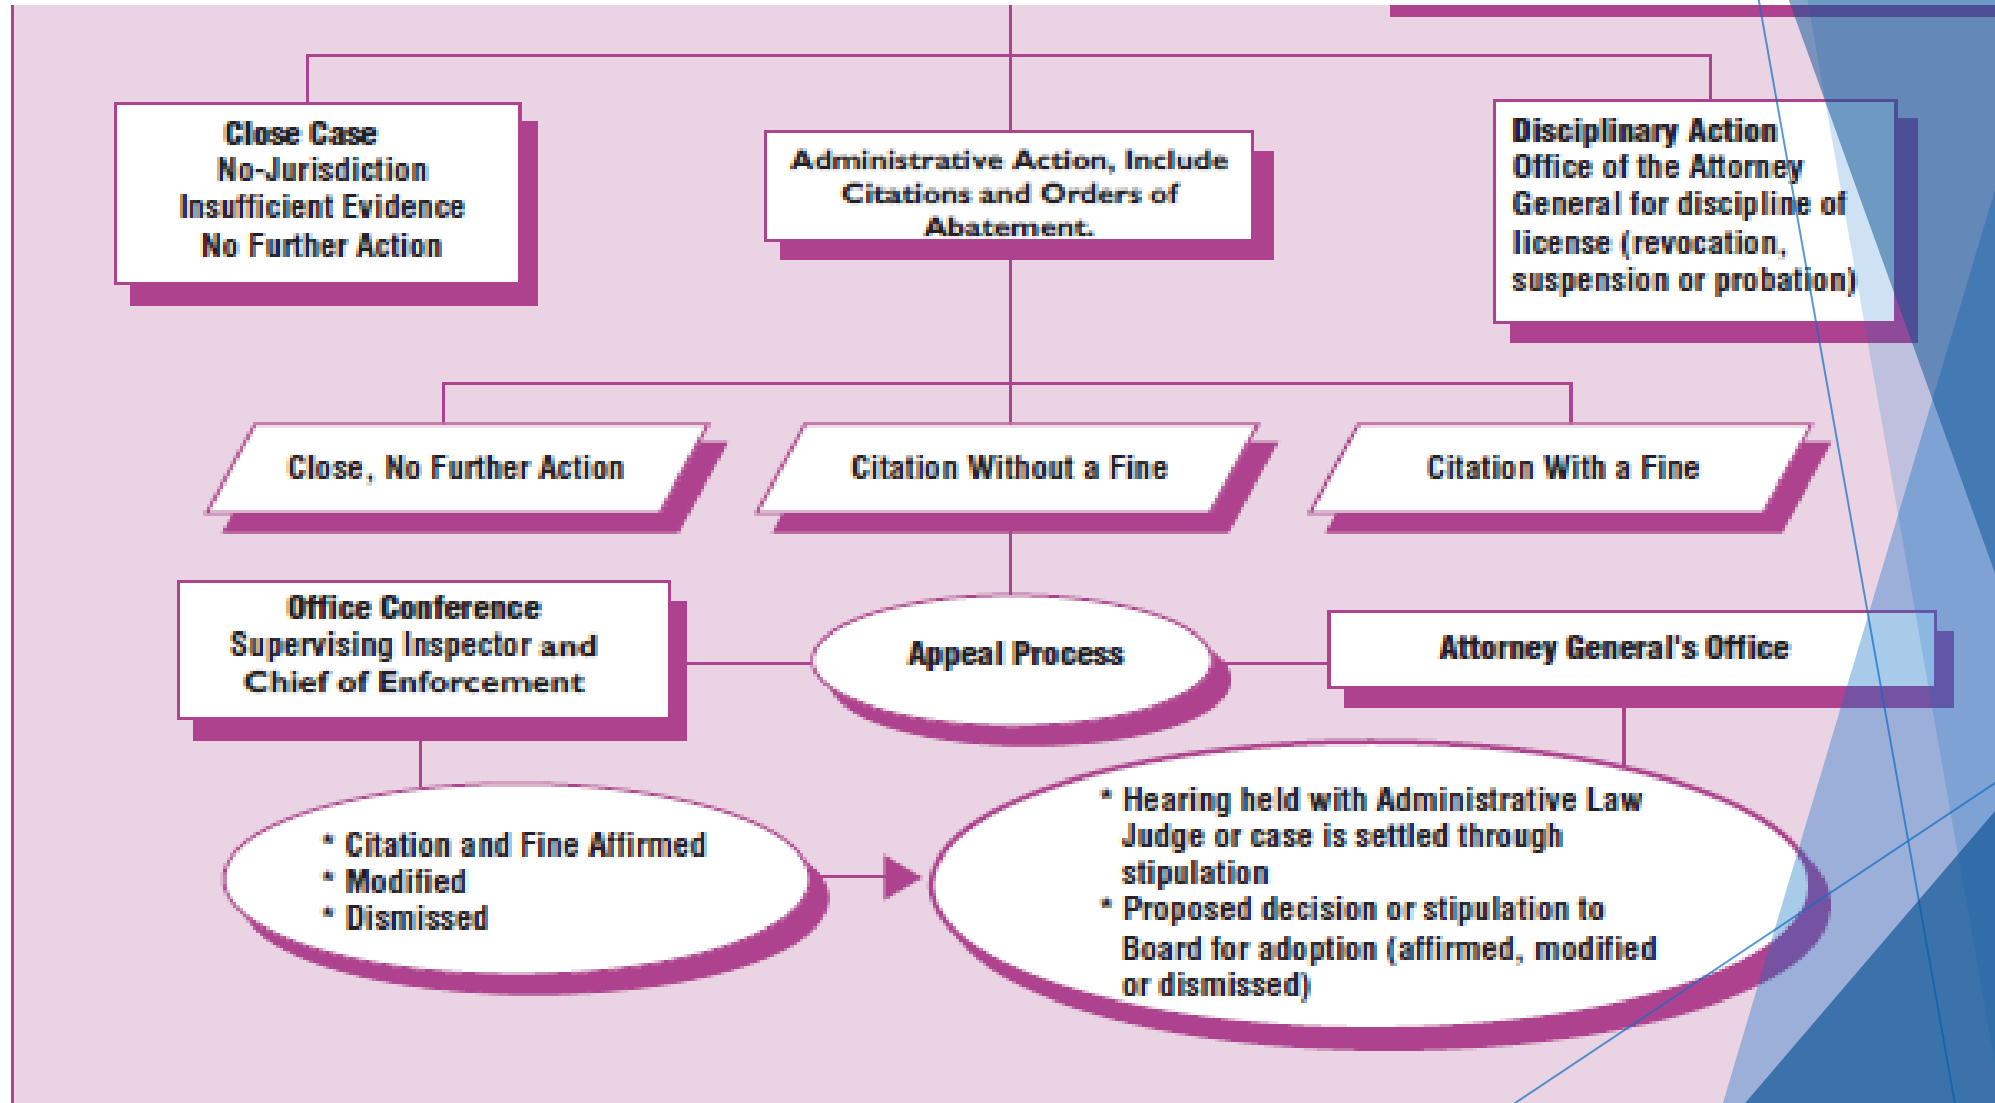 Close Case
No-Jurisdiction
Insufficient Evidence
No Further Action
Administrative Action, Include
Citations and Orders of
Abatement.
Disciplinary Action
Office of the Attorney
General for discipline of
license (revocation,
suspension or probation)
Close, No Further Action
Citation Without a Fine
Citation With a Fine
Office Conference
Supervising Inspector and
Chief of Enforcement
Appeal Process
Attorney General's Office
* Citation and Fine Affirmed
* Modified
* Dismissed
* Hearing held with Administrative Law
Judge or case is settled through
stipulation
* Proposed decision or stipulation to
Board for adoption (affirmed, modified
or dismissed)